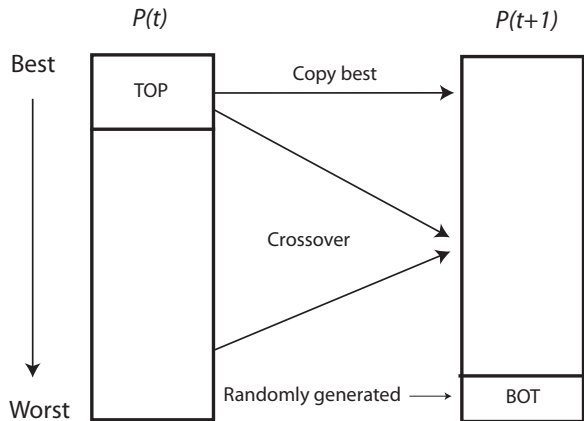 P(t)
P(t+1)
Best
TOP
Copy best
Crossover
Randomly generated
BOT
Worst